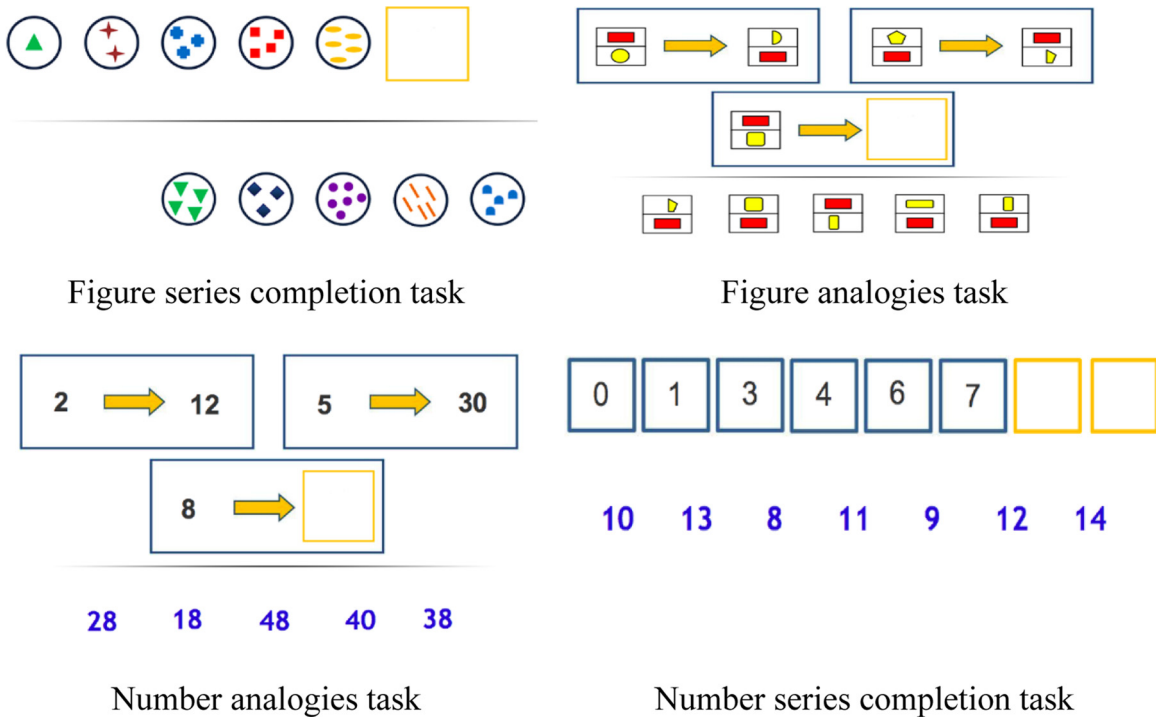 Figure series completion task
Figure analogies task
2 12
5 30
8
28 18 48 40 38
Number analogies task
0 1 3 4 6 7
10 13 8 11 9 12 14
Number series completion task